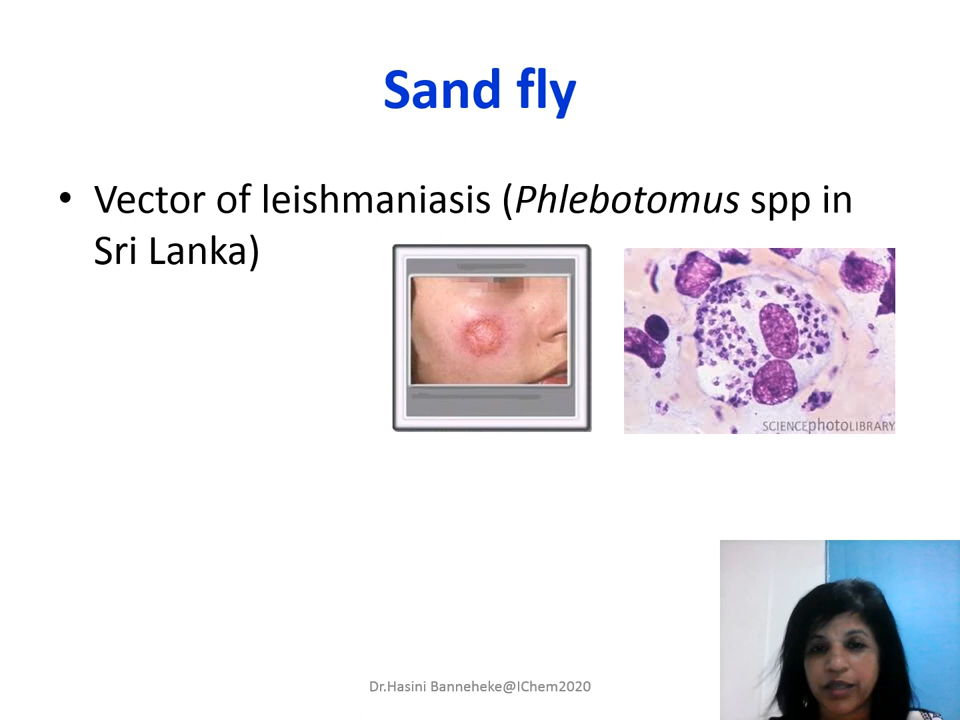 Sand fly
• Vector of leishmaniasis (Phlebotomus spp in
Sri Lanka)
SCIENCEphotoLIBRARY
Dr.Hasini Banneheke@IChem2020